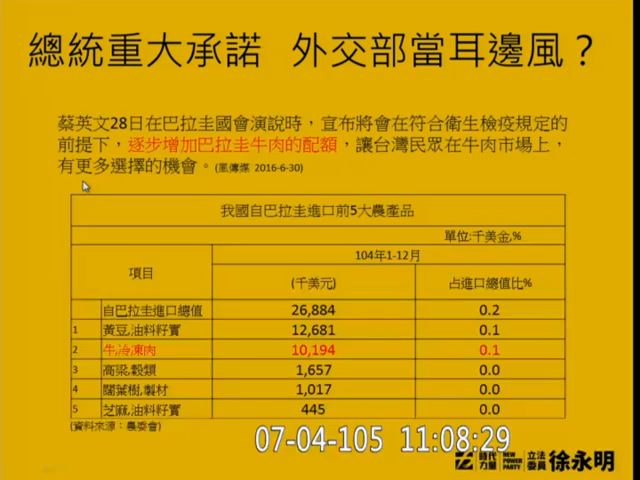 總統重大承諾 外交部當耳邊風？
蔡英文28日在巴拉圭國會演說時，宣布將會在符合衛生檢疫規定的
前提下，逐步增加巴拉圭牛肉的配額，讓台灣民眾在牛肉市場上，
有更多選擇的機會。(風傳媒 2016-6-30)
我國自巴拉圭進口前5大農產品
單位:千美金,%
項目 104年1-12月
(千美元) 占進口總值比%
自巴拉圭進口總值 26,884 0.2
1 黃豆,油料籽實 12,681 0.1
2 牛,冷凍肉 10,194 0.1
3 高粱,穀類 1,657 0.0
4 闊葉樹,製材 1,017 0.0
5 芝麻,油料籽實 445 0.0
(資料來源：農委會)
07-04-105 11:08:29
時代力量 NEW POWER PARTY 立法委員 徐永明